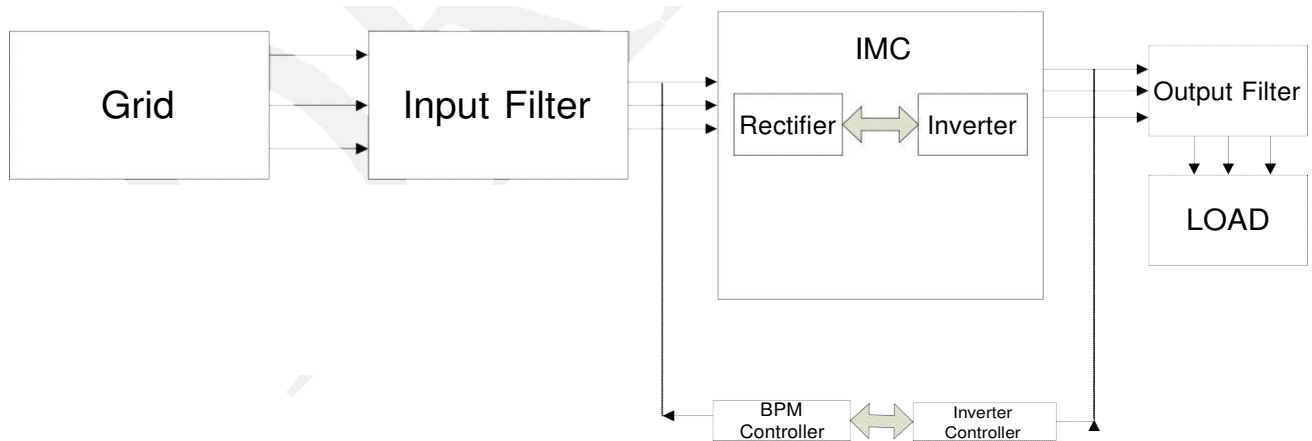 Grid
Input Filter
IMC
Rectifier
Inverter
Output Filter
LOAD
BPM
Controller
Inverter
Controller